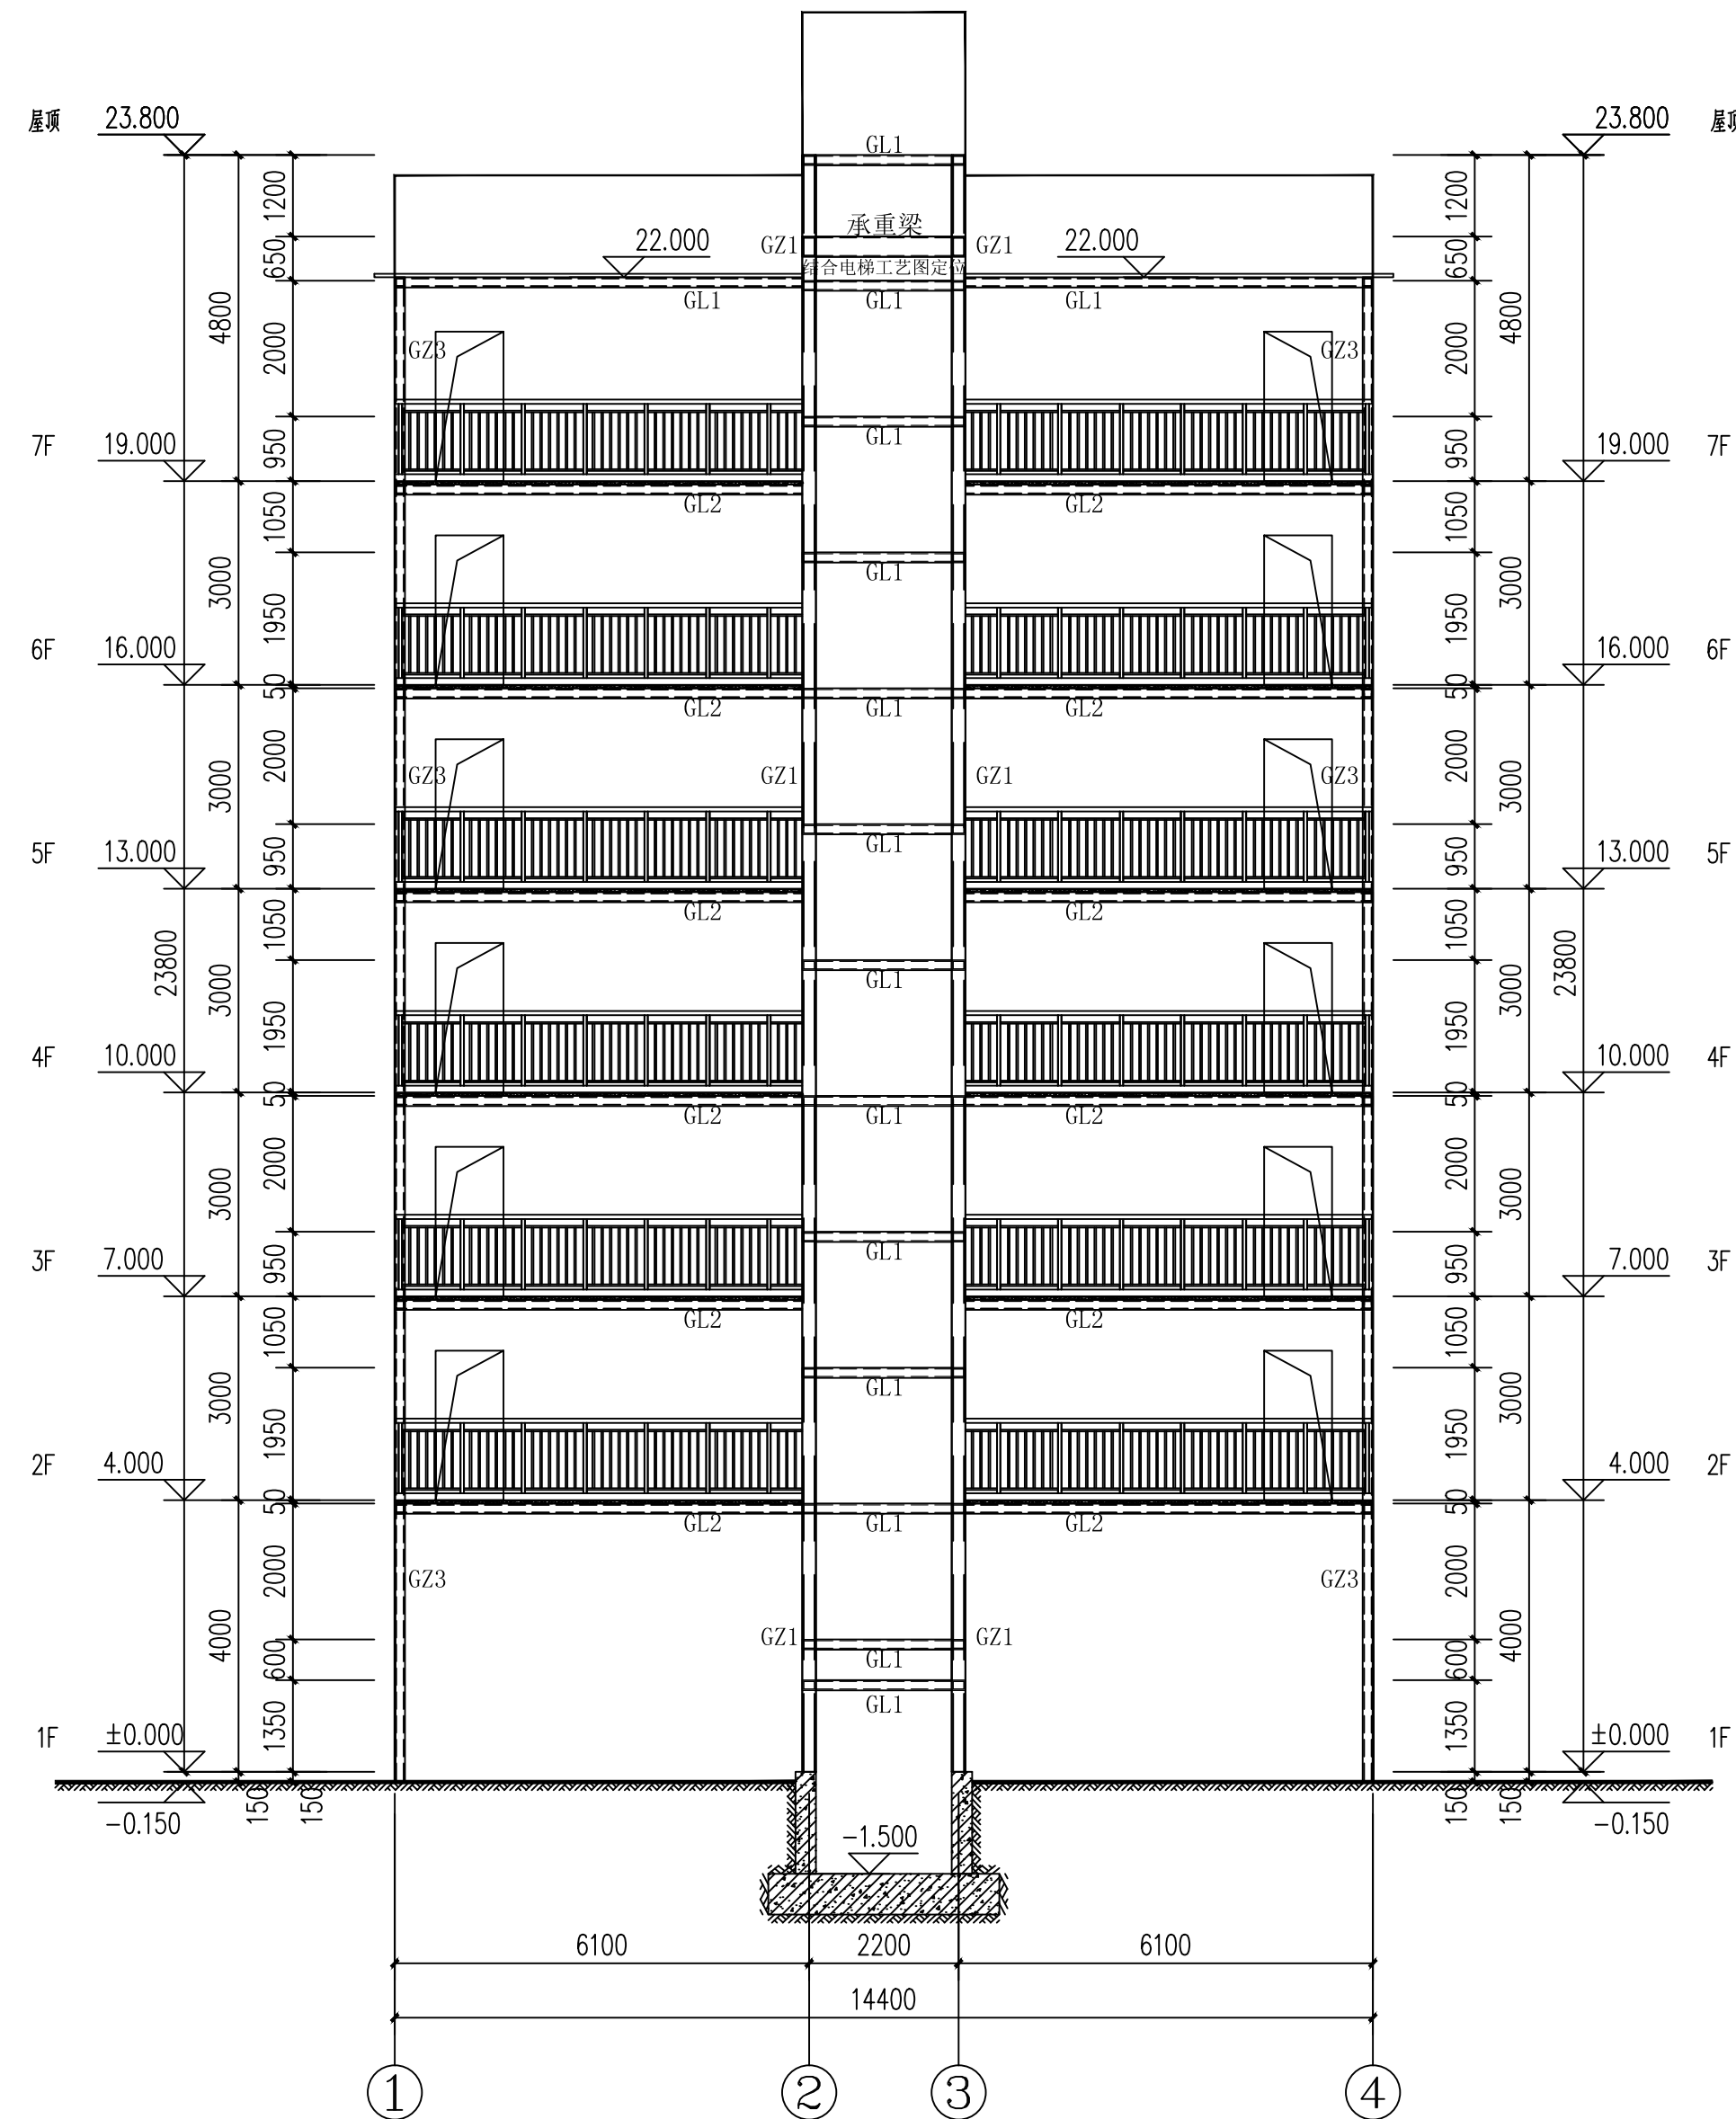 屋顶 23.800 GL1 23.800 屋顶
1200 1200
承重梁
22.000 GZ1 GZ1 22.000
650 结合电梯工艺图定位 650
GL1 GL1 GL1
4800 2000 GZ3 GZ3 2000 4800
7F 19.000 950 GL1 950 19.000 7F
1050 GL2 GL2 1050
3000 GL1 3000
1950 1950
6F 16.000 16.000 6F
50 GL2 GL1 GL2 50
3000 2000 GZ3 GZ1 GZ1 GZ3 2000 3000
5F 13.000 950 GL1 950 13.000 5F
1050 GL2 GL2 1050
23800 3000 GL1 3000 23800
1950 1950
4F 10.000 10.000 4F
50 GL2 GL1 GL2 50
3000 2000 2000 3000
3F 7.000 950 GL1 950 7.000 3F
1050 GL2 GL2 1050
3000 GL1 3000
1950 1950
2F 4.000 4.000 2F
50 GL2 GL1 GL2 50
2000 GZ3 GZ3 2000
4000 GZ1 GZ1 4000
600 GL1 600
GL1
1F ±0.000 1350 1350 ±0.000 1F
150 150 150 150
-0.150 -0.150
-1.500
6100 2200 6100
14400
1 2 3 4